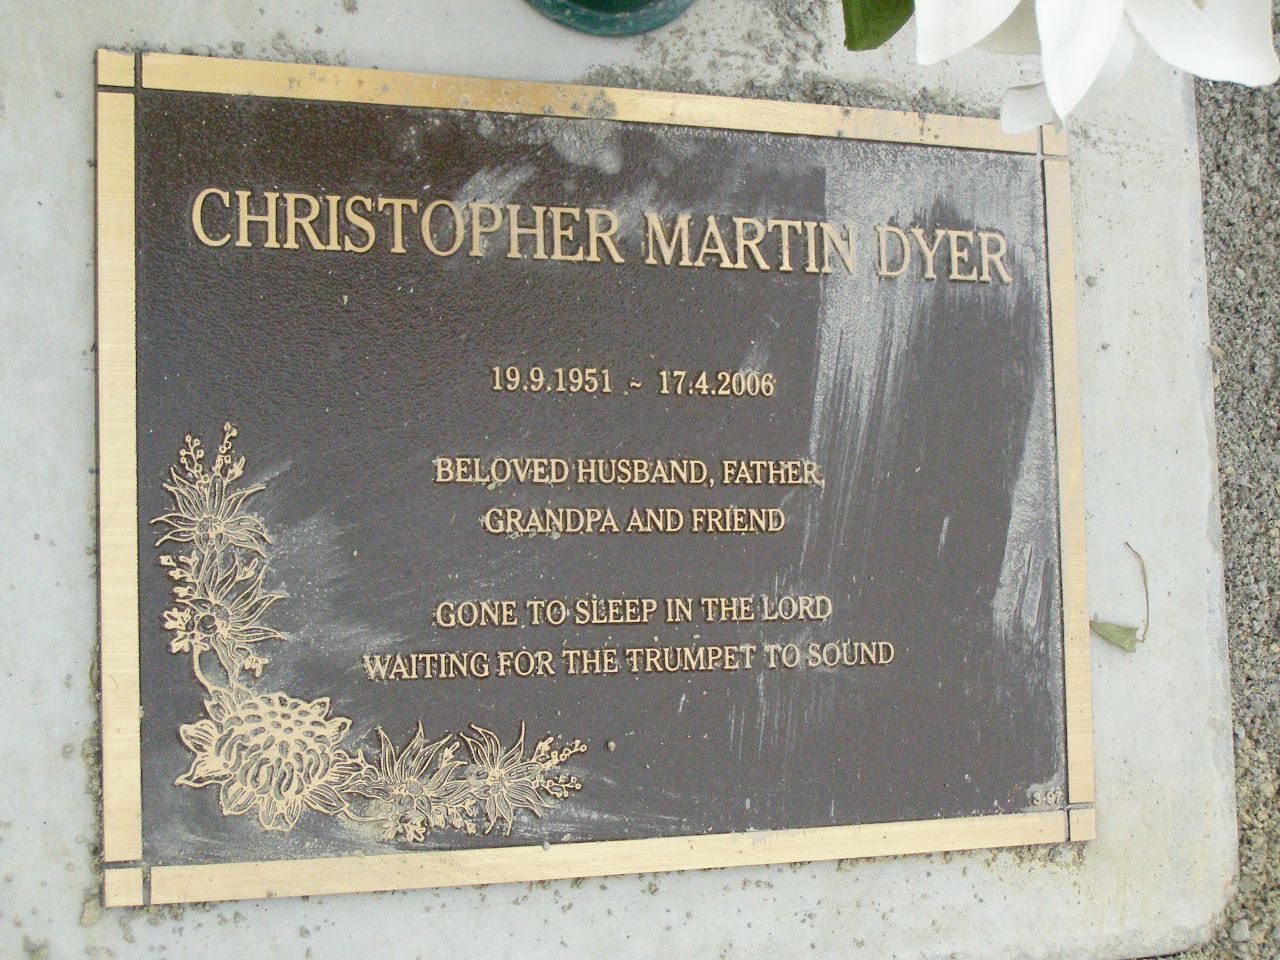 CHRISTOPHER MARTIN DYER
19.9.1951 ~ 17.4.2006
BELOVED HUSBAND, FATHER,
GRANDPA AND FRIEND
GONE TO SLEEP IN THE LORD
WAITING FOR THE TRUMPET TO SOUND